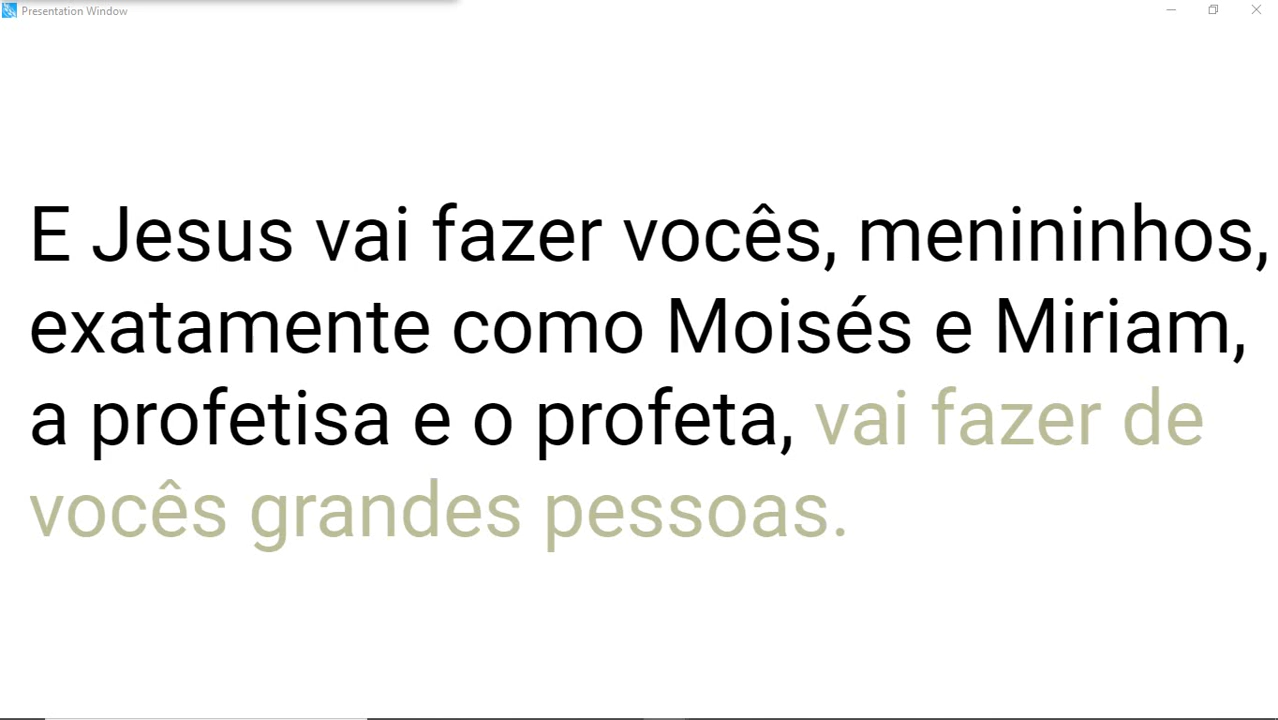 Presentation Window
E Jesus vai fazer vocês, menininhos,
exatamente como Moisés e Miriam,
a profetisa e o profeta, vai fazer de
vocês grandes pessoas.